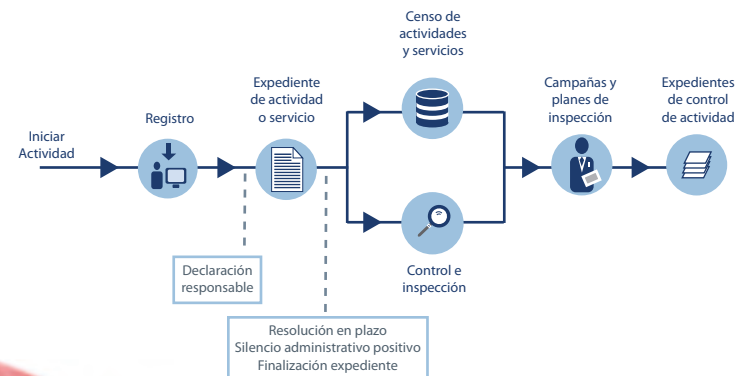 Censo de
actividades
y servicios
Expediente
de actividad
o servicio
Campañas y
planes de
inspección
Expedientes
de control
de actividad
Registro
Iniciar
Actividad
Declaración
responsable
Control e
inspección
Resolución en plazo
Silencio administrativo positivo
Finalización expediente